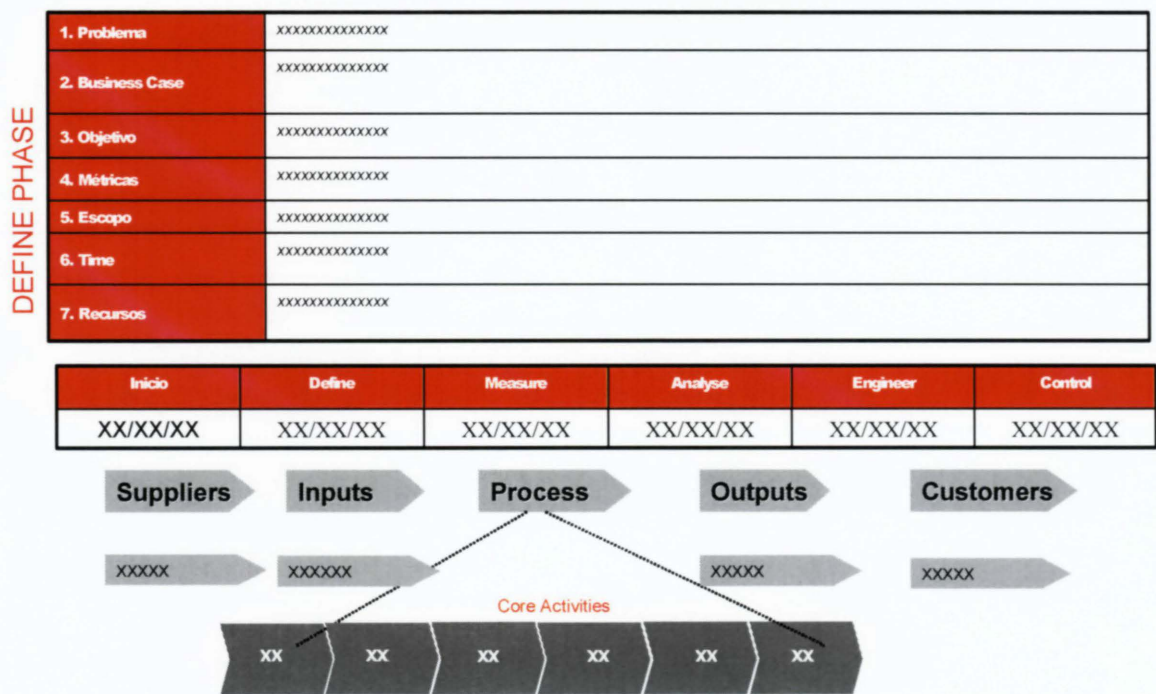 DEFINE PHASE
1. Problema xxxxxxxxxxxxxx
2. Business Case xxxxxxxxxxxxxx
3. Objetivo xxxxxxxxxxxxxx
4. Métricas xxxxxxxxxxxxxx
5. Escopo xxxxxxxxxxxxxx
6. Time xxxxxxxxxxxxxx
7. Recursos xxxxxxxxxxxxxx
Inicio Define Measure Analyse Engineer Control
XX/XX/XX XX/XX/XX XX/XX/XX XX/XX/XX XX/XX/XX XX/XX/XX
Suppliers Inputs Process Outputs Customers
XXXXX XXXXXX XXXXX XXXXX
Core Activities
XX XX XX XX XX XX